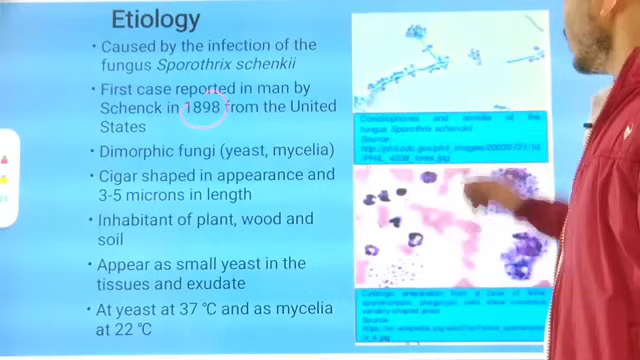 Etiology
• Caused by the infection of the
fungus Sporothrix schenkii
• First case reported in man by
Schenck in 1898 from the United
States
• Dimorphic fungi (yeast, mycelia)
• Cigar shaped in appearance and
3-5 microns in length
• Inhabitant of plant, wood and
soil
• Appear as small yeast in the
tissues and exudate
• At yeast at 37 °C and as mycelia
at 22 °C
Conidiophores and conidia of the
fungus Sporothrix schenckii
Source
Source